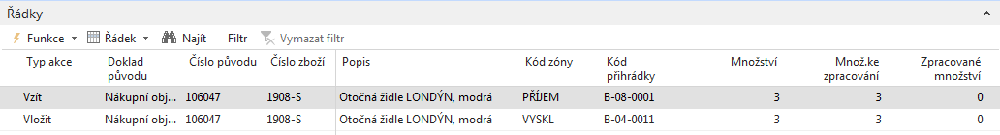 Řádky
Funkce Řádek Najít Filtr Vymazat filtr
Typ akce Doklad původu Číslo původu Číslo zboží Popis Kód zóny Kód přihrádky Množství Množ.ke zpracování Zpracované množství
Vzít Nákupní obj... 106047 1908-S Otočná židle LONDÝN, modrá PŘÍJEM B-08-0001 3 3 0
Vložit Nákupní obj... 106047 1908-S Otočná židle LONDÝN, modrá VYSKL B-04-0011 3 3 0